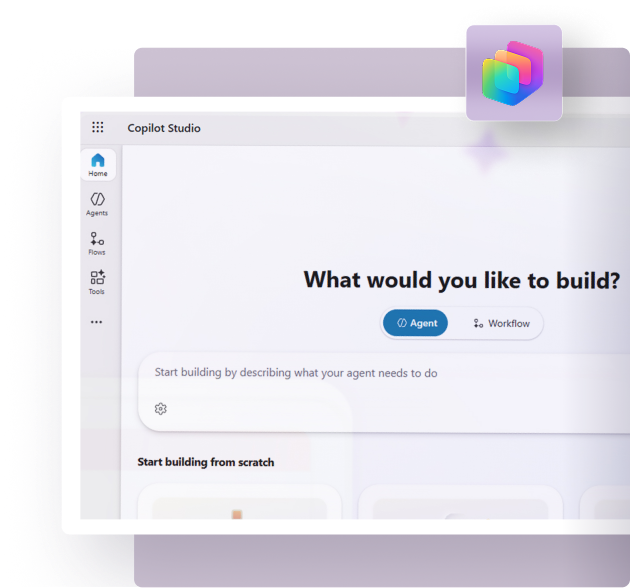 Copilot Studio
Home
Agents
Flows
Tools
What would you like to build?
Agent
Workflow
Start building by describing what your agent needs to do
Start building from scratch